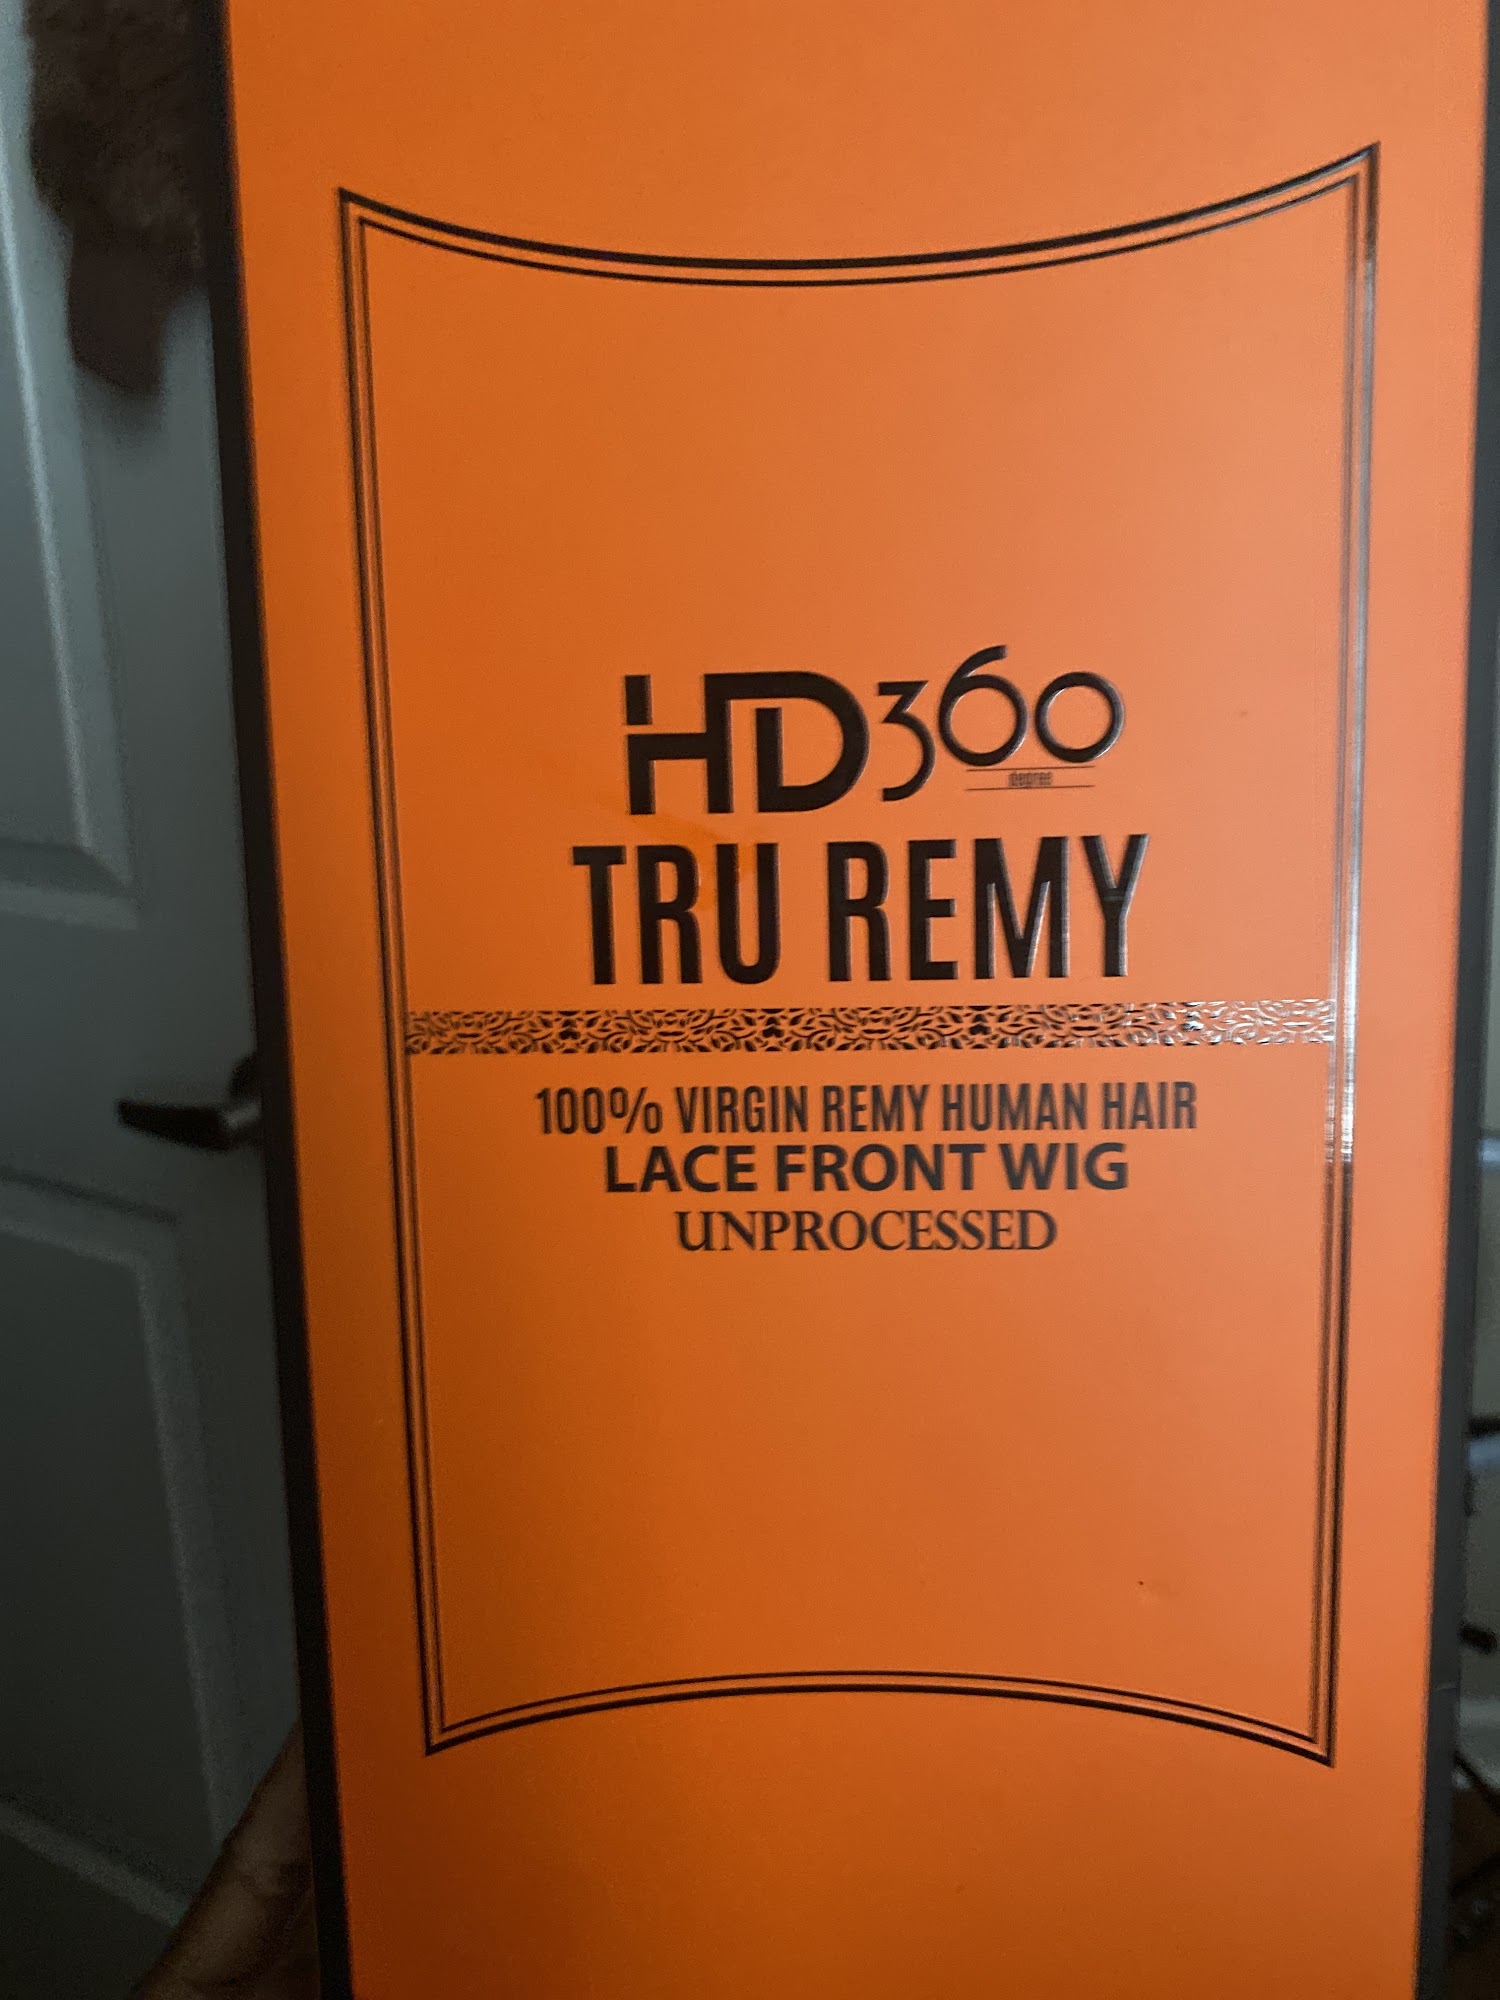 HD360
degree
TRU REMY
100% VIRGIN REMY HUMAN HAIR
LACE FRONT WIG
UNPROCESSED